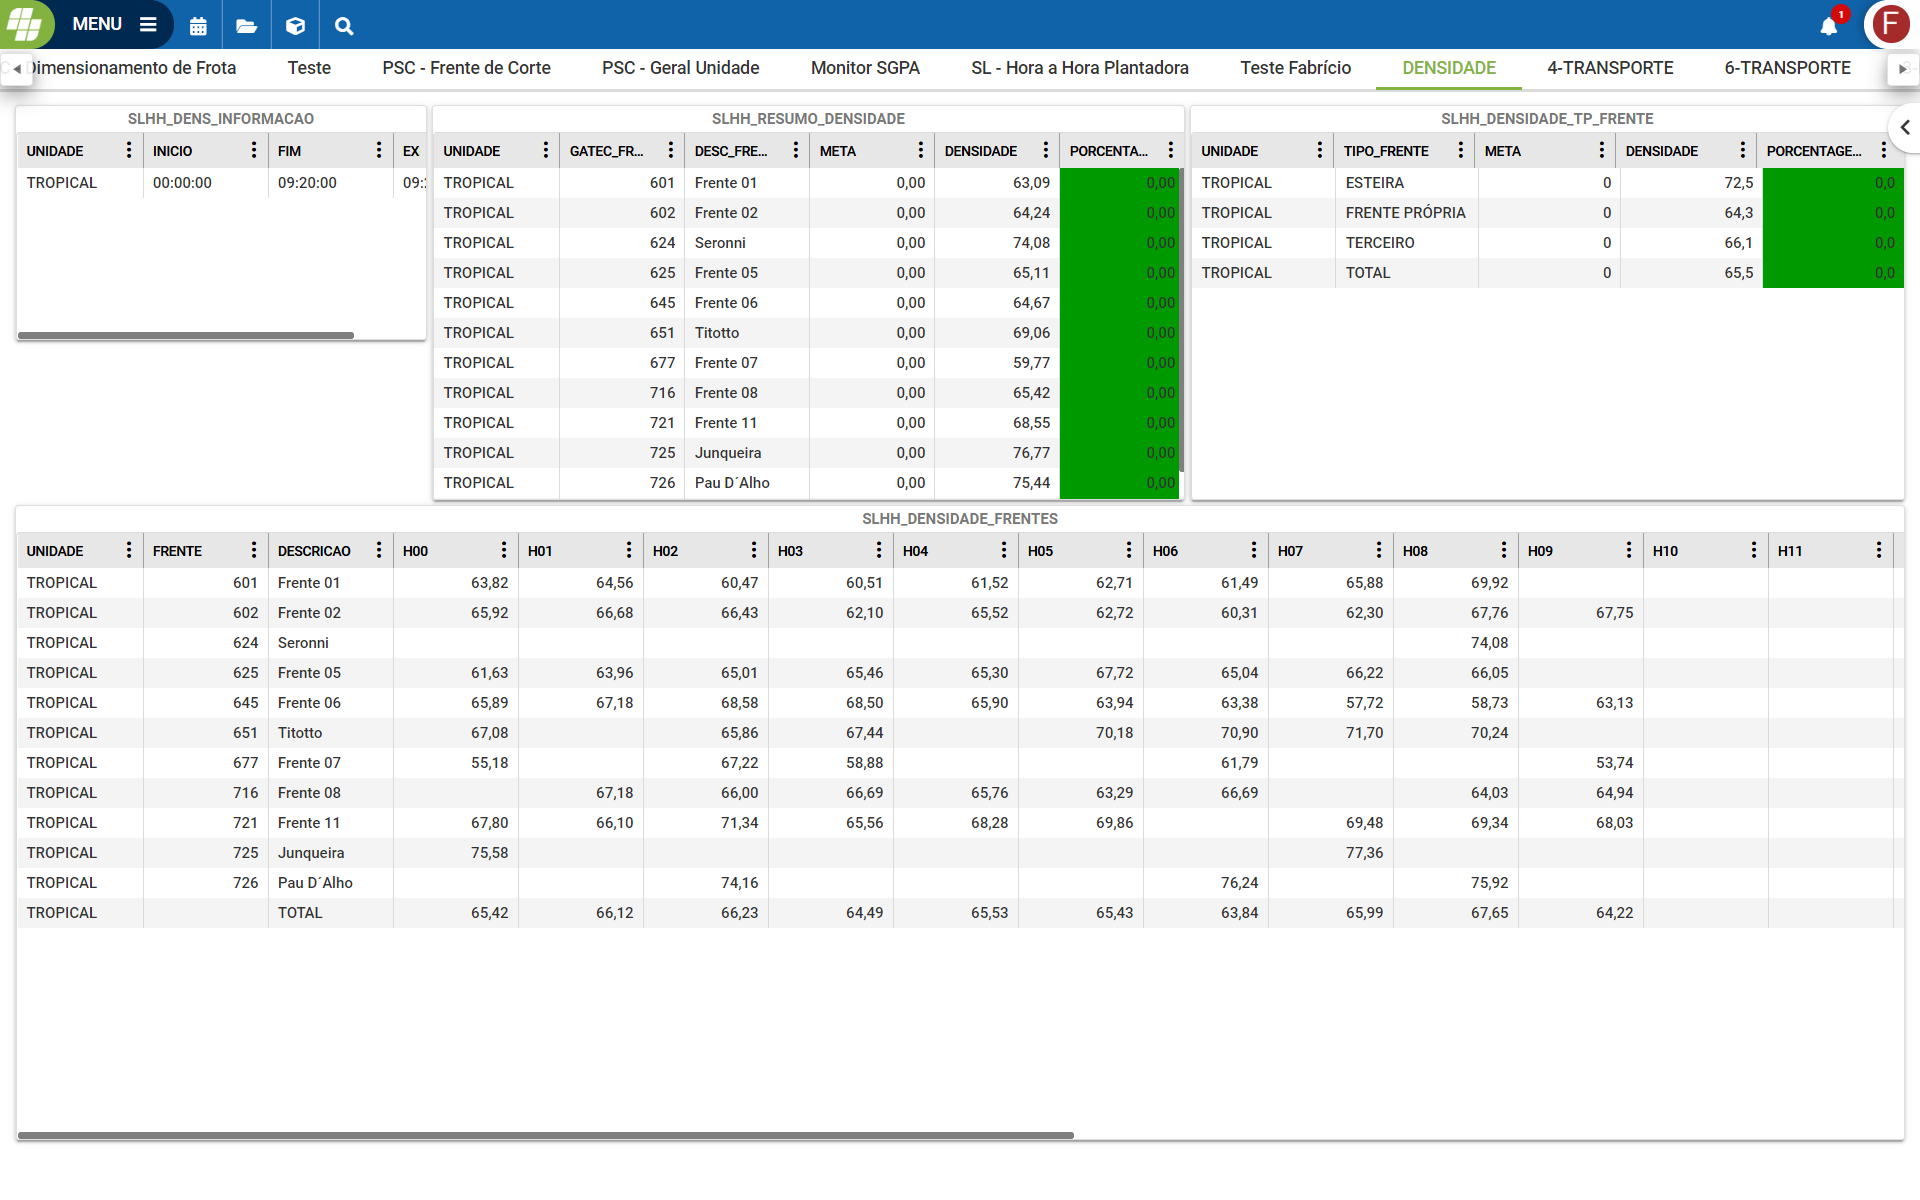 MENU
1
F
Dimensionamento de Frota Teste PSC - Frente de Corte PSC - Geral Unidade Monitor SGPA SL - Hora a Hora Plantadora Teste Fabrício DENSIDADE 4-TRANSPORTE 6-TRANSPORTE
SLHH_DENS_INFORMACAO
UNIDADE INICIO FIM EX
TROPICAL 00:00:00 09:20:00 09:2
SLHH_RESUMO_DENSIDADE
UNIDADE GATEC_FR... DESC_FRE... META DENSIDADE PORCENTA...
TROPICAL 601 Frente 01 0,00 63,09 0,00
TROPICAL 602 Frente 02 0,00 64,24 0,00
TROPICAL 624 Seronni 0,00 74,08 0,00
TROPICAL 625 Frente 05 0,00 65,11 0,00
TROPICAL 645 Frente 06 0,00 64,67 0,00
TROPICAL 651 Titotto 0,00 69,06 0,00
TROPICAL 677 Frente 07 0,00 59,77 0,00
TROPICAL 716 Frente 08 0,00 65,42 0,00
TROPICAL 721 Frente 11 0,00 68,55 0,00
TROPICAL 725 Junqueira 0,00 76,77 0,00
TROPICAL 726 Pau D´Alho 0,00 75,44 0,00
SLHH_DENSIDADE_TP_FRENTE
UNIDADE TIPO_FRENTE META DENSIDADE PORCENTAGE...
TROPICAL ESTEIRA 0 72,5 0,0
TROPICAL FRENTE PRÓPRIA 0 64,3 0,0
TROPICAL TERCEIRO 0 66,1 0,0
TROPICAL TOTAL 0 65,5 0,0
SLHH_DENSIDADE_FRENTES
UNIDADE FRENTE DESCRICAO H00 H01 H02 H03 H04 H05 H06 H07 H08 H09 H10 H11
TROPICAL 601 Frente 01 63,82 64,56 60,47 60,51 61,52 62,71 61,49 65,88 69,92
TROPICAL 602 Frente 02 65,92 66,68 66,43 62,10 65,52 62,72 60,31 62,30 67,76 67,75
TROPICAL 624 Seronni 74,08
TROPICAL 625 Frente 05 61,63 63,96 65,01 65,46 65,30 67,72 65,04 66,22 66,05
TROPICAL 645 Frente 06 65,89 67,18 68,58 68,50 65,90 63,94 63,38 57,72 58,73 63,13
TROPICAL 651 Titotto 67,08 65,86 67,44 70,18 70,90 71,70 70,24
TROPICAL 677 Frente 07 55,18 67,22 58,88 61,79 53,74
TROPICAL 716 Frente 08 67,18 66,00 66,69 65,76 63,29 66,69 64,03 64,94
TROPICAL 721 Frente 11 67,80 66,10 71,34 65,56 68,28 69,86 69,48 69,34 68,03
TROPICAL 725 Junqueira 75,58 77,36
TROPICAL 726 Pau D´Alho 74,16 76,24 75,92
TROPICAL TOTAL 65,42 66,12 66,23 64,49 65,53 65,43 63,84 65,99 67,65 64,22